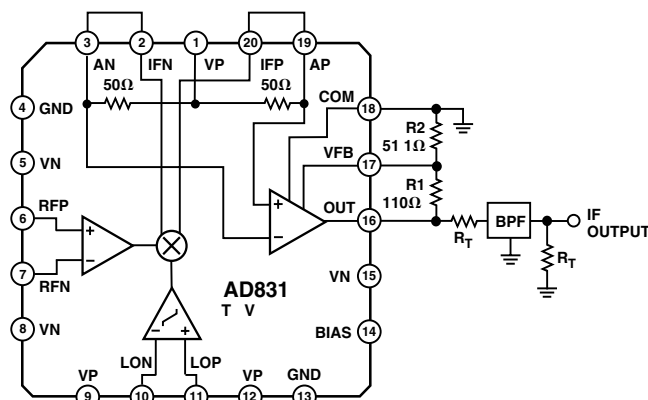 3 2 1 20 19
AN IFN VP IFP AP
50Ω 50Ω
COM 18
4 GND
R2
51 1Ω
VFB 17
5 VN
R1
110Ω
RFP
6
OUT 16
BPF
IF
OUTPUT
RT
RT
7
RFN
VN 15
AD831
T V
8 VN
BIAS 14
LON LOP
VP VP GND
9 10 11 12 13
+ − + − − +